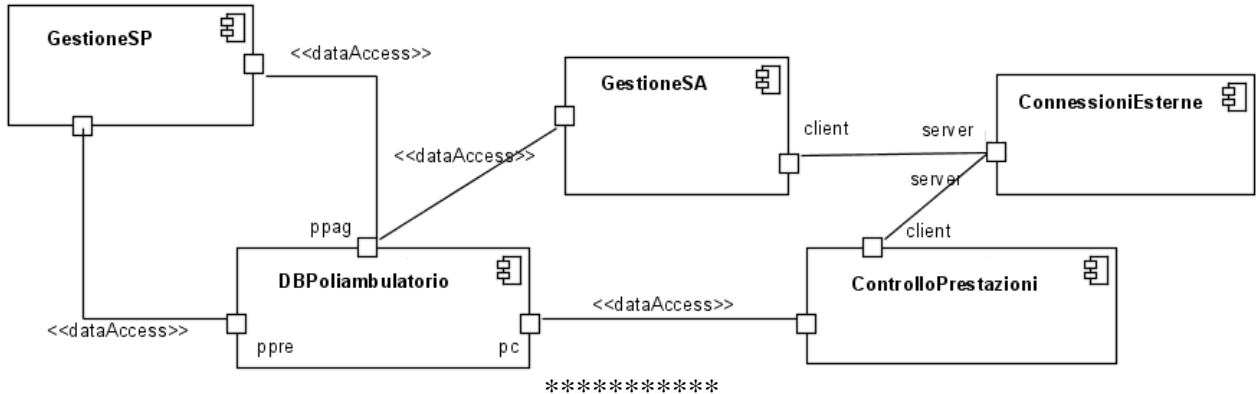 GestioneSP
<<dataAccess>>
GestioneSA
ConnessioniEsterne
client
server
<<dataAccess>>
server
ppag
client
DBPoliambulatorio
ControlloPrestazioni
<<dataAccess>>
<<dataAccess>>
ppre
pc
***********